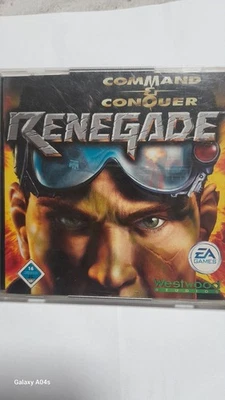 COMMAND
&
CONQUER
RENEGADE
EA
GAMES
Westwood
Galaxy A04s